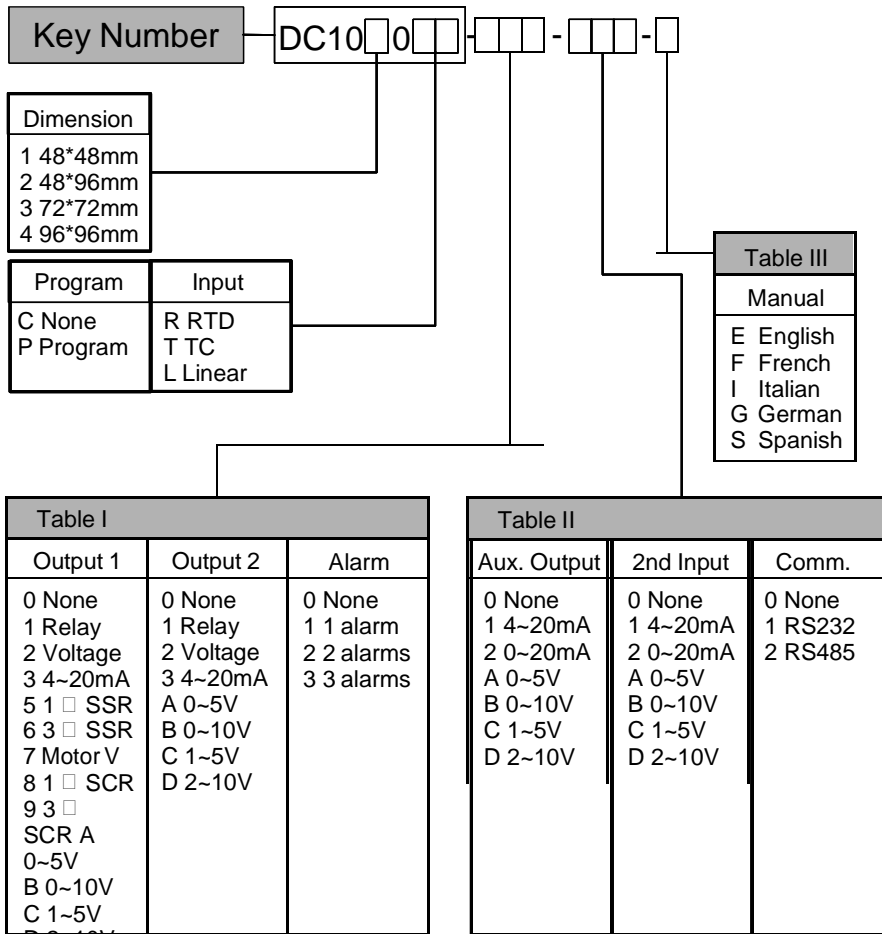 Key Number
DC10□0□□-□□□-□□□-□
Dimension
1 48*48mm
2 48*96mm
3 72*72mm
4 96*96mm
Program
C None
P Program
Input
R RTD
T TC
L Linear
Table III
Manual
E English
F French
I Italian
G German
S Spanish
Table I
Output 1
0 None
1 Relay
2 Voltage
3 4~20mA
5 1 □ SSR
6 3 □ SSR
7 Motor V
8 1 □ SCR
9 3 □
SCR A
0~5V
B 0~10V
C 1~5V
Output 2
0 None
1 Relay
2 Voltage
3 4~20mA
A 0~5V
B 0~10V
C 1~5V
D 2~10V
Alarm
0 None
1 1 alarm
2 2 alarms
3 3 alarms
Table II
Aux. Output
0 None
1 4~20mA
2 0~20mA
A 0~5V
B 0~10V
C 1~5V
D 2~10V
2nd Input
0 None
1 4~20mA
2 0~20mA
A 0~5V
B 0~10V
C 1~5V
D 2~10V
Comm.
0 None
1 RS232
2 RS485